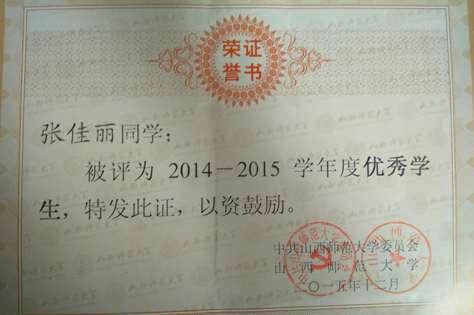 荣证
誉书
张佳丽同学：
被评为 2014－2015 学年度优秀学
生，特发此证，以资鼓励。
中共山西师范大学委员会
山西师范大学
二〇一五年十二月